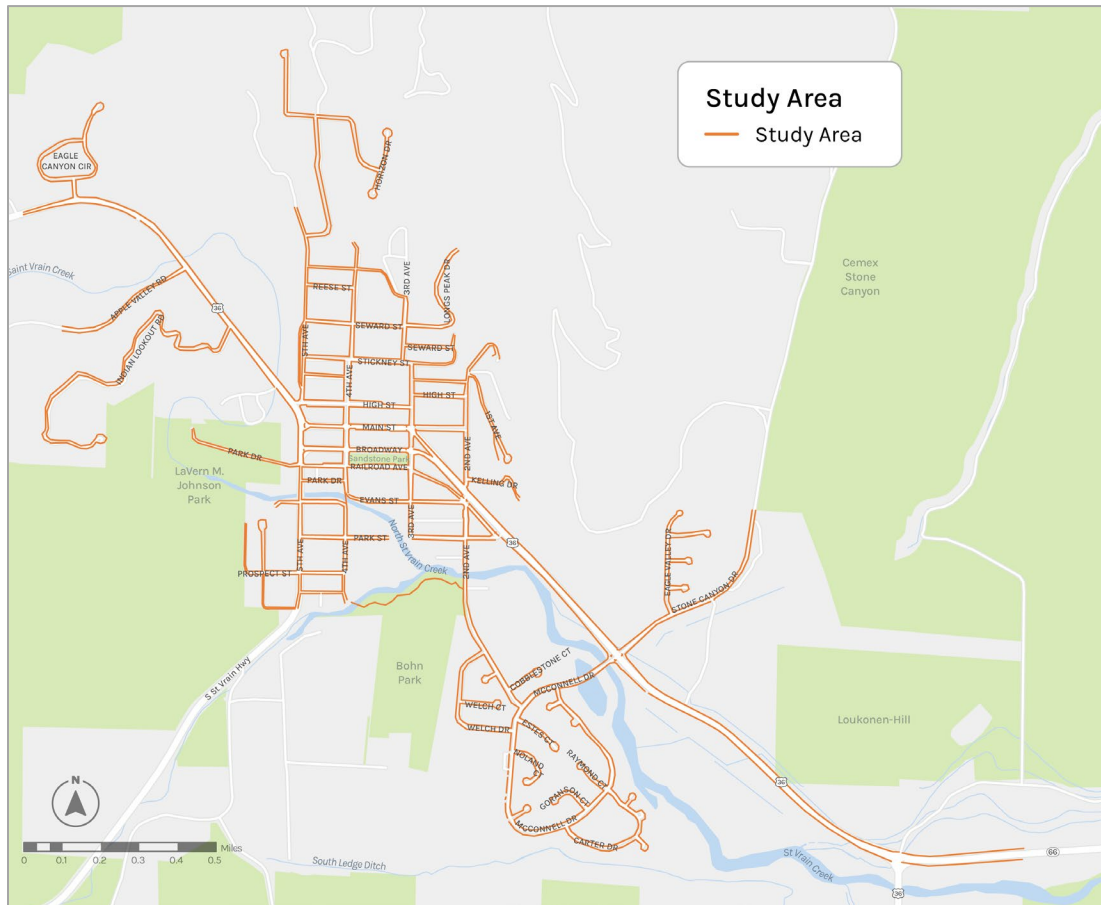 Study Area
Study Area
EAGLE
CANYON CIR
HORIZON DR
Saint Vrain Creek
APPLE VALLEY RD
36
INDIAN LOOKOUT RD
3RD AVE
LONGS PEAK DR
REESE ST
5TH AVE
SEWARD ST
SEWARD ST
STICKNEY ST
4TH AVE
HIGH ST
HIGH ST
1ST AVE
MAIN ST
BROADWAY
Sandstone Park
RAILROAD AVE
2ND AVE
PARK DR
LaVern M.
Johnson
Park
PARK DR
KELLING DR
EVANS ST
3RD AVE
North St Vrain Creek
PARK ST
36
5TH AVE
4TH AVE
2ND AVE
PROSPECT ST
EAGLE VALLEY DR
STONE CANYON DR
Cemex
Stone
Canyon
S St Vrain Hwy
Bohn
Park
COBBLESTONE CT
MCCONNELL DR
WELCH CT
WELCH DR
ESTES CT
NOLAND
CT
RAYMOND CT
GORANSON CT
MCCONNELL DR
CARTER DR
Loukonen-Hill
36
66
36
St Vrain Creek
South Ledge Ditch
N
Miles
0 0.1 0.2 0.3 0.4 0.5